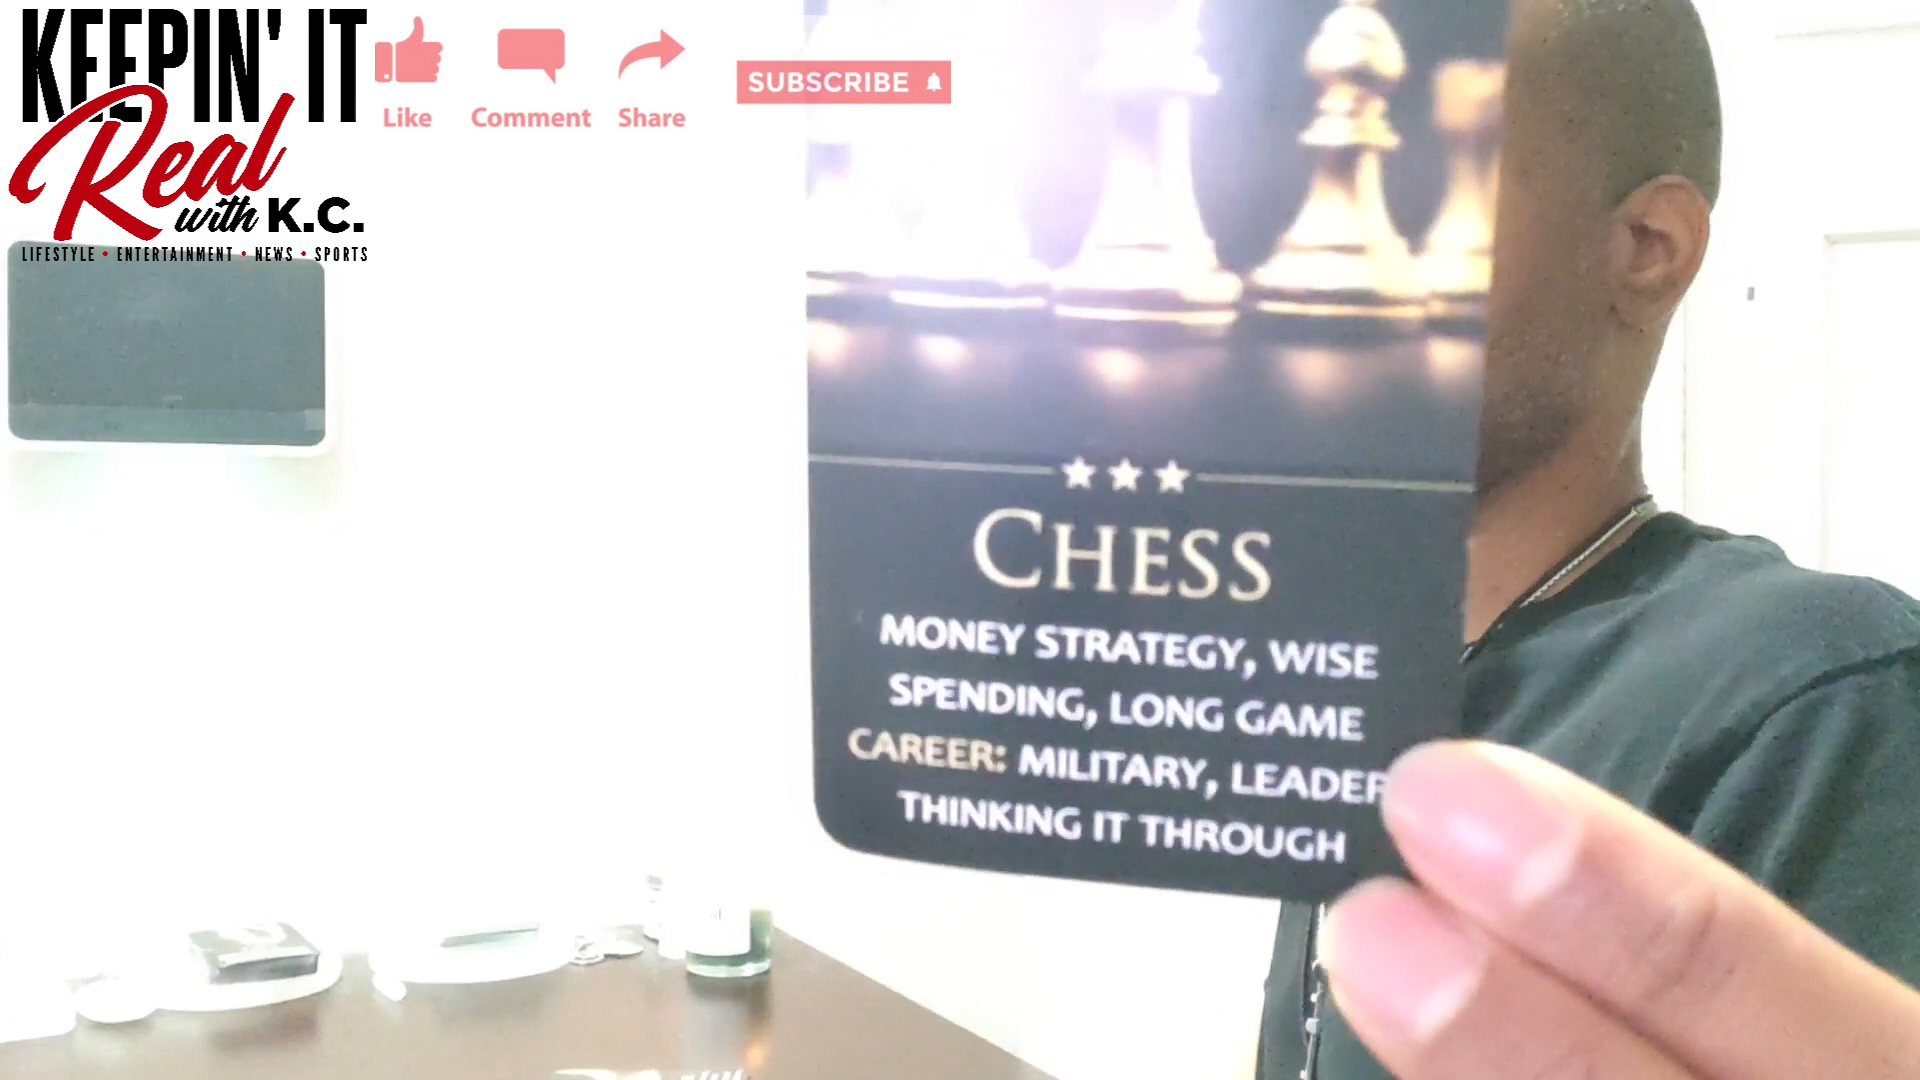 KEEPIN' IT
Real
with K.C.
LIFESTYLE • ENTERTAINMENT • NEWS • SPORTS
Like
Comment
Share
SUBSCRIBE
CHESS
MONEY STRATEGY, WISE
SPENDING, LONG GAME
CAREER: MILITARY, LEADER
THINKING IT THROUGH